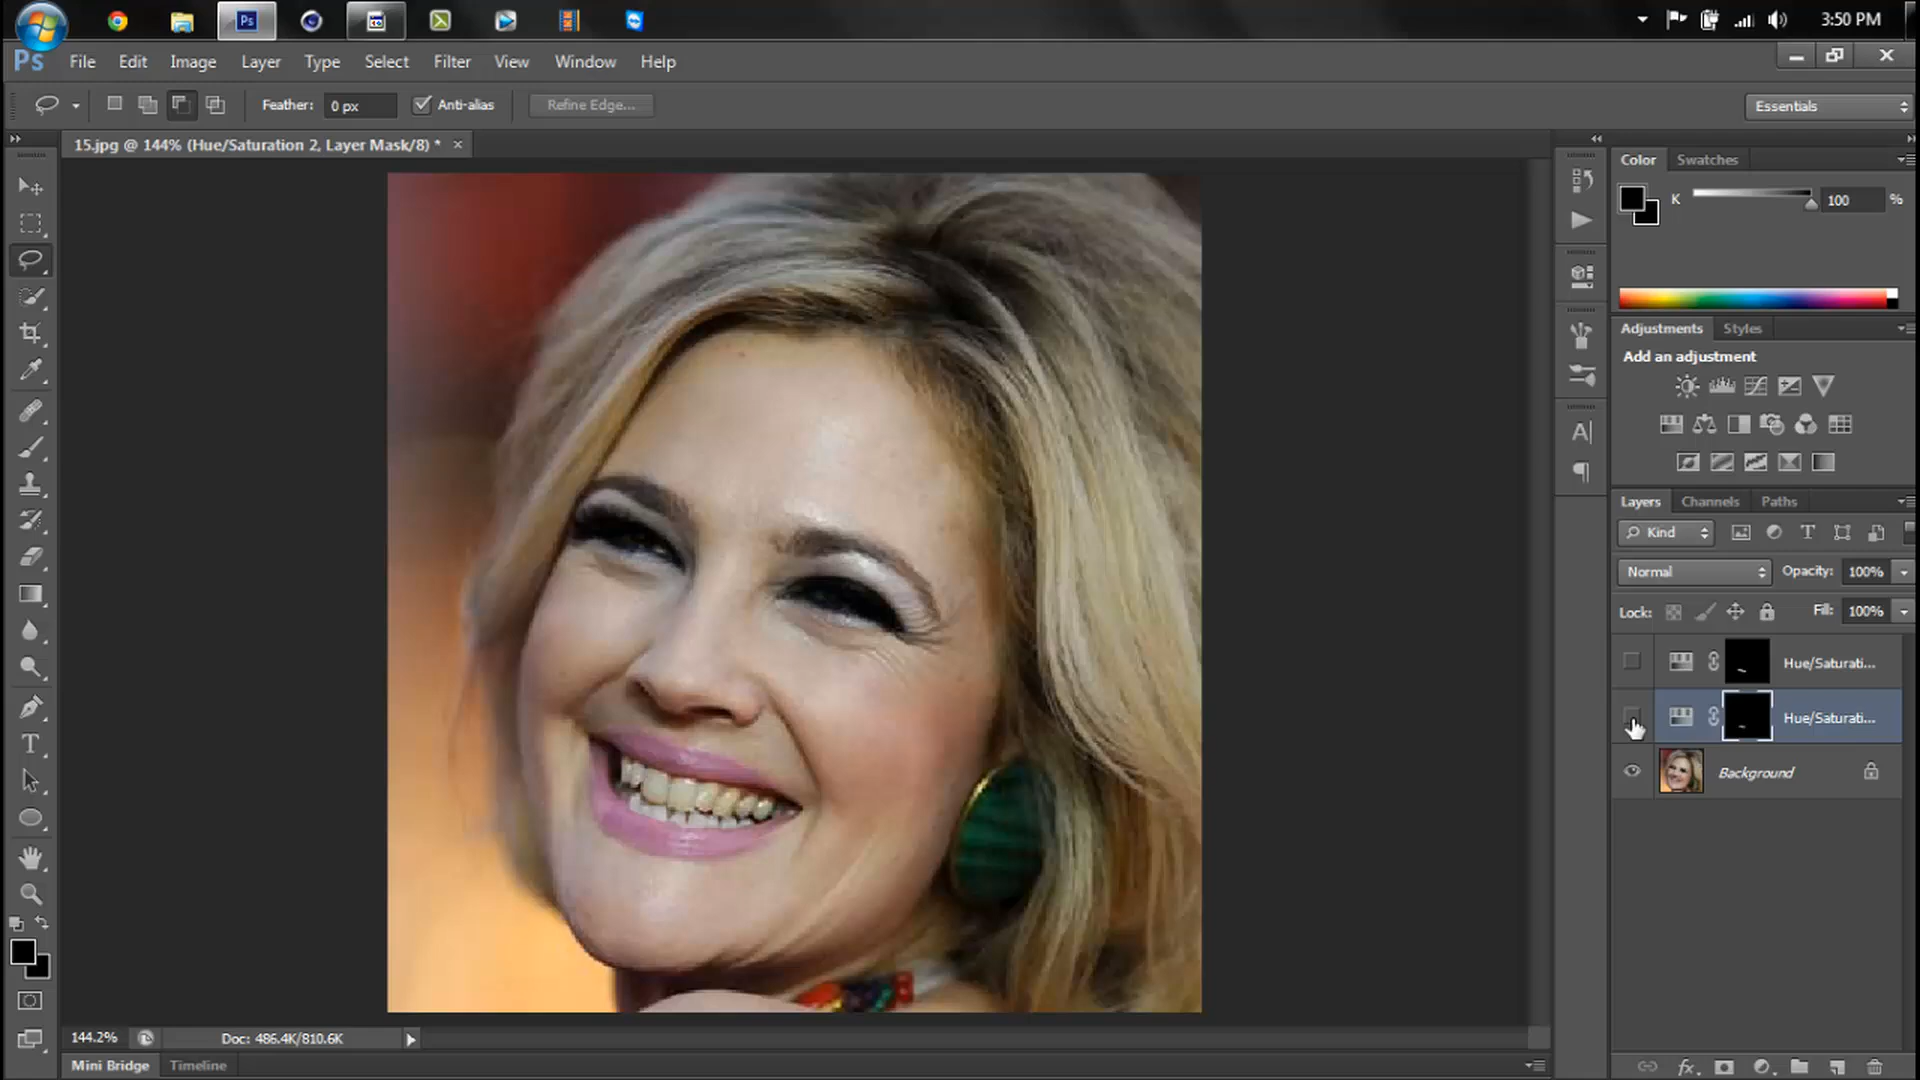 3:50 PM
Ps File Edit Image Layer Type Select Filter View Window Help
Feather: 0 px Anti-alias Refine Edge... Essentials
15.jpg @ 144% (Hue/Saturation 2, Layer Mask/8) * ×
Color Swatches
K 100 %
Adjustments Styles
Add an adjustment
Layers Channels Paths
Kind
Normal Opacity: 100%
Lock: Fill: 100%
Hue/Saturati...
Hue/Saturati...
Background
144.2% Doc: 486.4K/810.6K
Mini Bridge Timeline